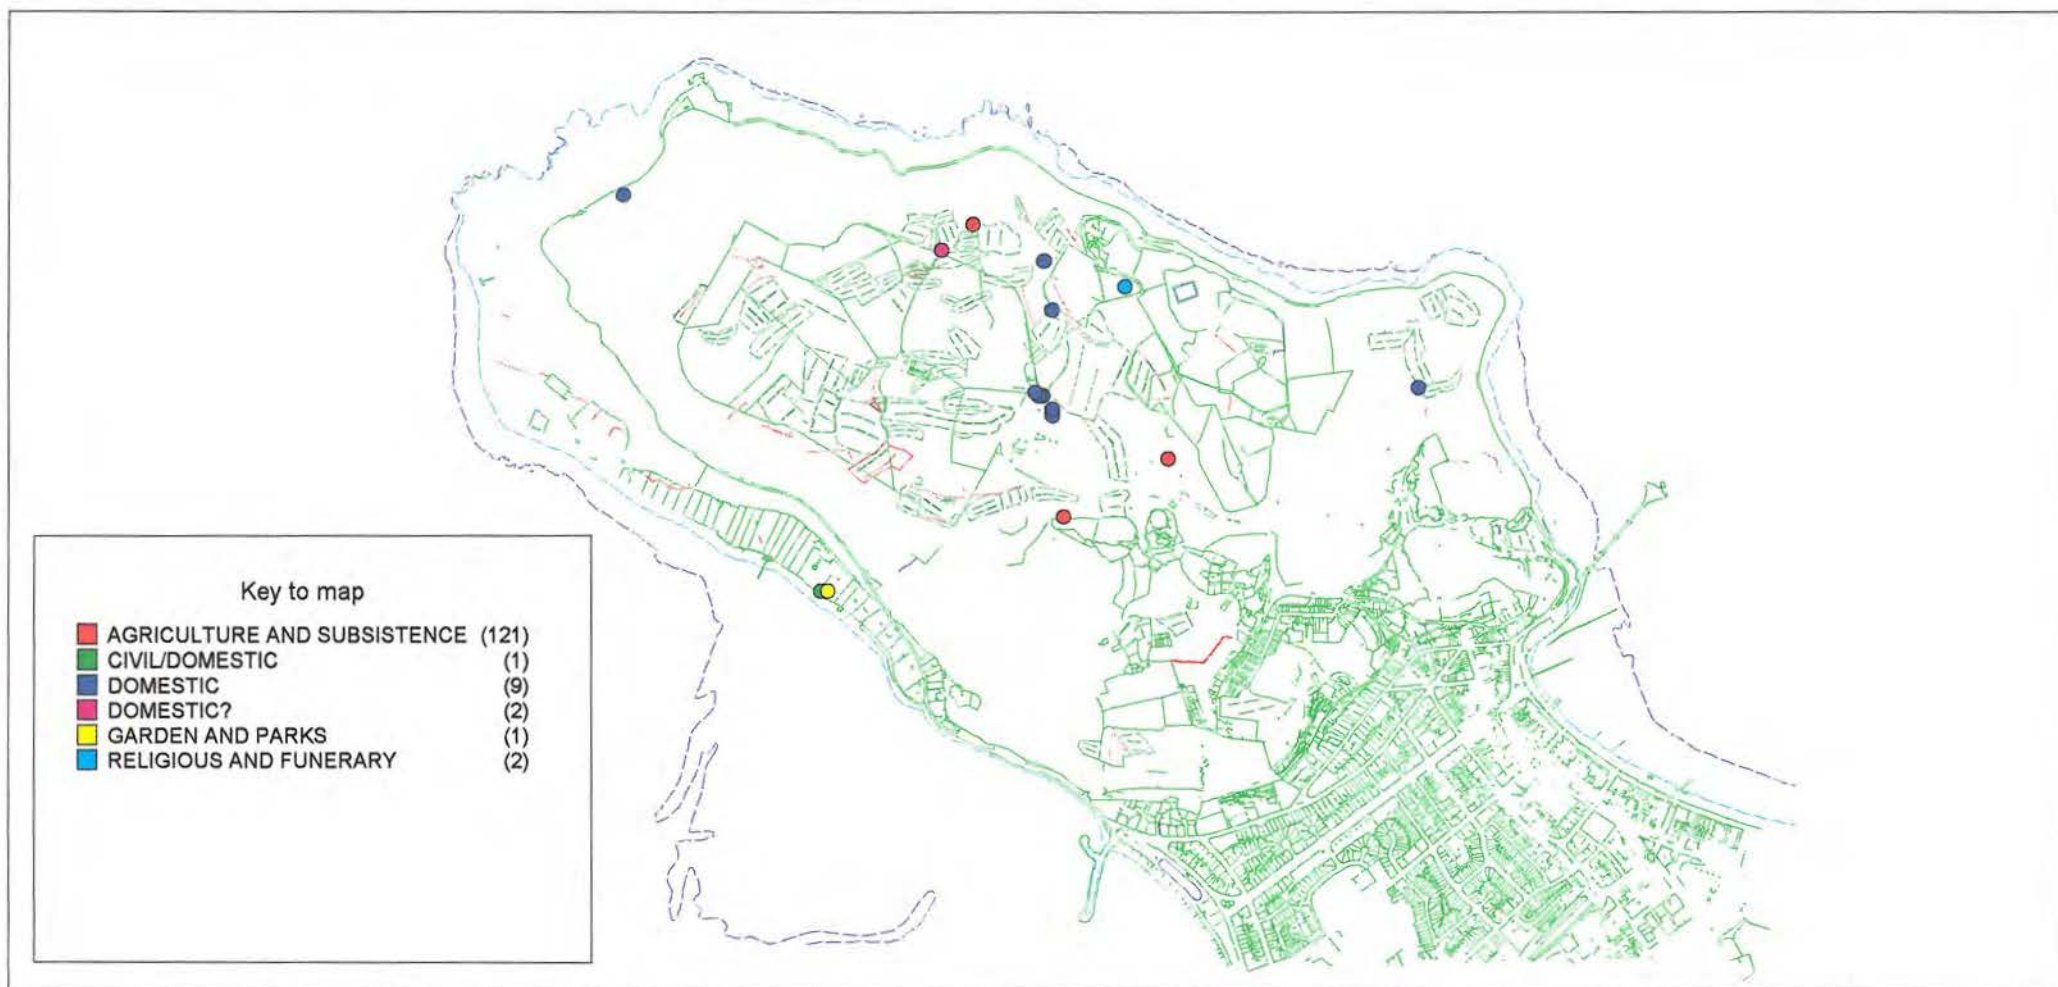 Key to map
AGRICULTURE AND SUBSISTENCE (121)
CIVIL/DOMESTIC (1)
DOMESTIC (9)
DOMESTIC? (2)
GARDEN AND PARKS (1)
RELIGIOUS AND FUNERARY (2)